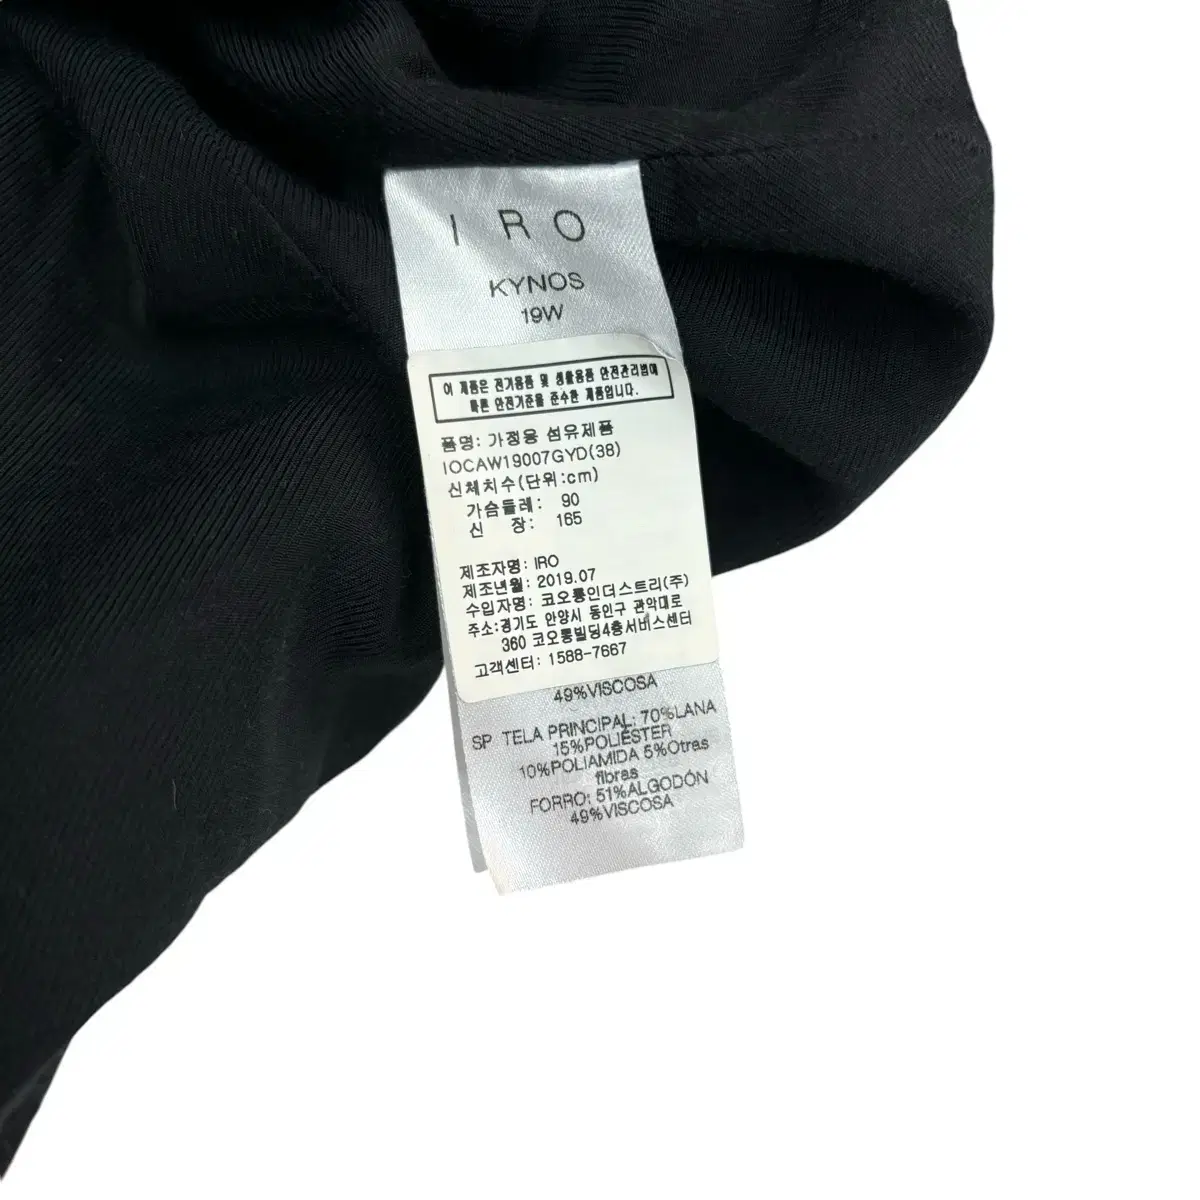 IRO
KYNOS
19W
이 제품은 전기용품 및 생활용품 안전관리법에
따른 안전기준을 준수한 제품입니다.
품명: 가정용 섬유제품
IOCAW19007GYD(38)
신체치수(단위:cm)
가슴둘레: 90
신 장: 165
제조자명: IRO
제조년월: 2019.07
수입자명: 코오롱인더스트리(주)
주소:경기도 안양시 동인구 관악대로
360 코오롱빌딩4층서비스센터
고객센터: 1588-7667
49%VISCOSA
SP TELA PRINCIPAL: 70%LANA
15%POLIÉSTER
10%POLIAMIDA 5%Otras
fibras
FORRO: 51%ALGODÓN
49%VISCOSA